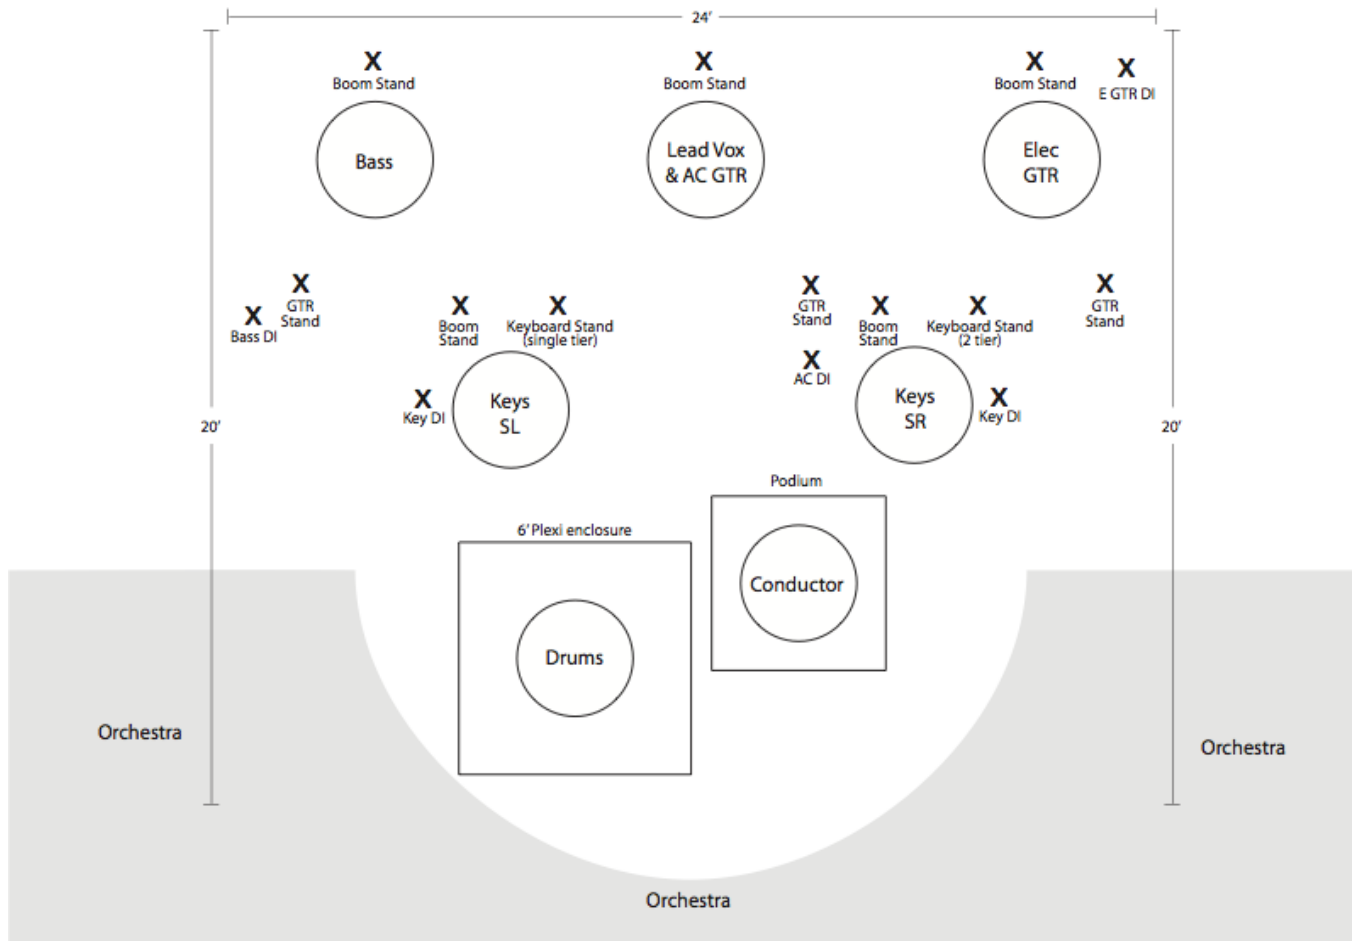 24'
X
Boom Stand
X
Boom Stand
X
Boom Stand
X
E GTR DI
Bass
Lead Vox
& AC GTR
Elec
GTR
X
GTR
Stand
X
Bass DI
X
Boom
Stand
X
Keyboard Stand
(single tier)
X
GTR
Stand
X
Boom
Stand
X
Keyboard Stand
(2 tier)
X
GTR
Stand
X
AC DI
X
Key DI
Keys
SL
Keys
SR
X
Key DI
20'
20'
Podium
6' Plexi enclosure
Conductor
Drums
Orchestra
Orchestra
Orchestra